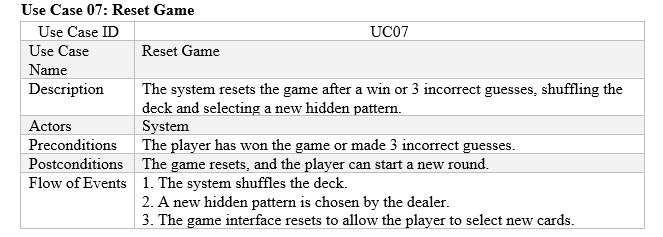 Use Case 07: Reset Game
Use Case ID UC07
Use Case Reset Game
Name
Description The system resets the game after a win or 3 incorrect guesses, shuffling the
deck and selecting a new hidden pattern.
Actors System
Preconditions The player has won the game or made 3 incorrect guesses.
Postconditions The game resets, and the player can start a new round.
Flow of Events 1. The system shuffles the deck.
2. A new hidden pattern is chosen by the dealer.
3. The game interface resets to allow the player to select new cards.